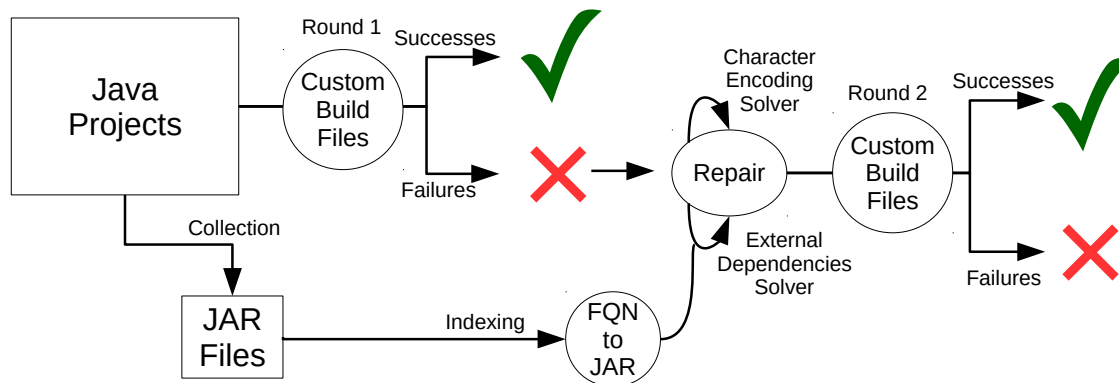 Java
Projects
Round 1
Custom
Build
Files
Successes
Failures
Character
Encoding
Solver
Repair
External
Dependencies
Solver
Round 2
Custom
Build
Files
Successes
Failures
Collection
JAR
Files
Indexing
FQN
to
JAR